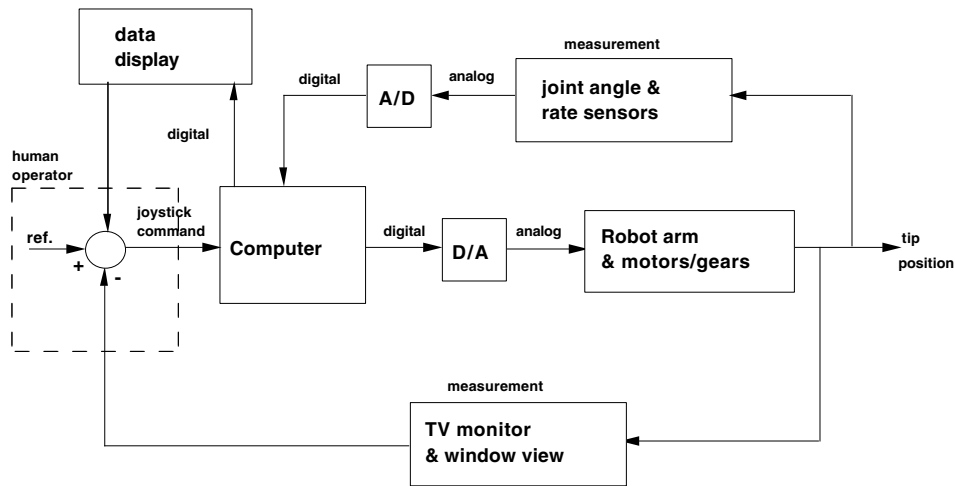 data
display
measurement
joint angle &
rate sensors
analog
A/D
digital
digital
human
operator
joystick
command
ref.
+
-
Computer
digital
D/A
analog
Robot arm
& motors/gears
tip
position
measurement
TV monitor
& window view